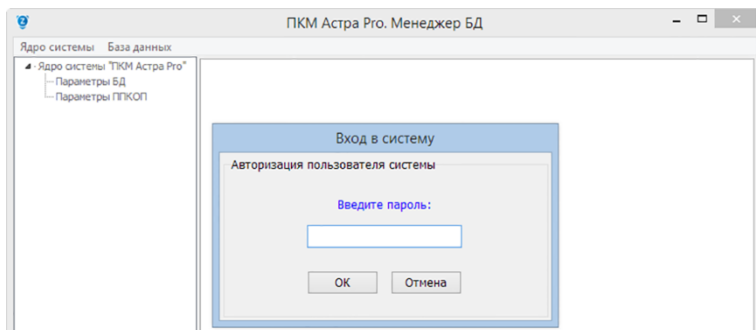 ПКМ Астра Pro. Менеджер БД
Ядро системы База данных
Ядро системы "ПКМ Астра Pro"
Параметры БД
Параметры ППКОП
Вход в систему
Авторизация пользователя системы
Введите пароль:
ОК Отмена